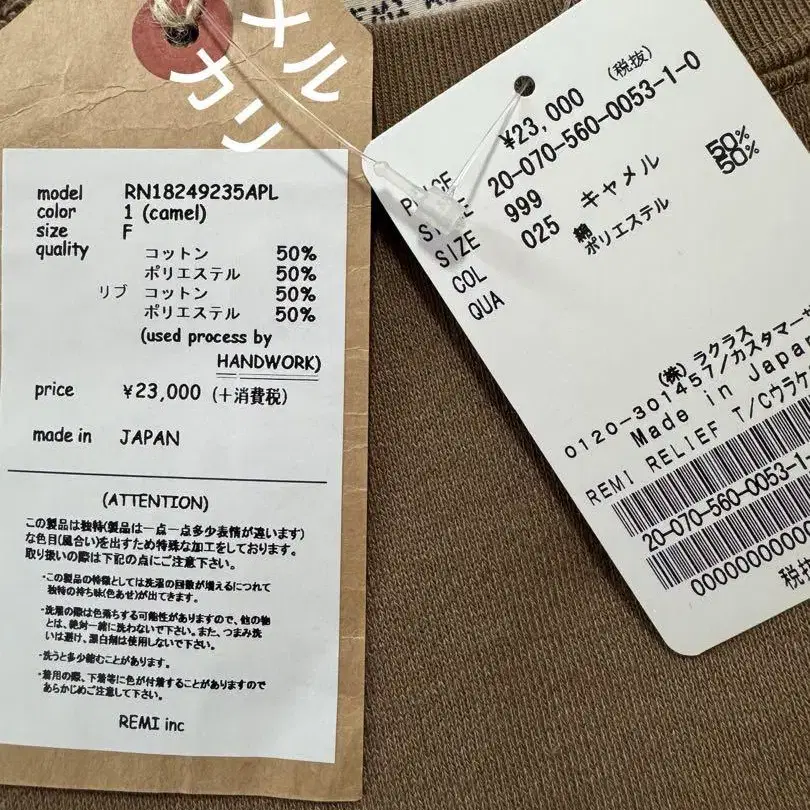 メル
カリ
model RN18249235APL
color 1 (camel)
size F
quality コットン 50%
ポリエステル 50%
リブ コットン 50%
ポリエステル 50%
(used process by
HANDWORK)
price ¥23,000 (+消費税)
made in JAPAN
(ATTENTION)
この製品は独特(製品は一点一点多少表情が違います)
な色目(風合い)を出すため特殊な加工をしております。
取り扱いの際は下記の点にご注意下さい。
・この製品の特徴としては洗濯の回数が増えるにつれて
独特の持ち味(色あせ)が出てきます。
・洗濯の際は色落ちする可能性がありますので、他の物
とは、絶対一緒に洗わないで下さい。また、つまみ洗
いは避け、漂白剤は使用しないで下さい。
・洗うと多少縮むことがあります。
・着用の際、下着等に色が付着することがありますので
あらかじめご注意して下さい。
REMI inc
PRICE ¥23,000 (税抜)
20-070-560-0053-1-0
SIZE 999
COL 025 キャメル
QUA 綿 50%
ポリエステル 50%
(株)ラクラス
0120-301457/カスタマーサ
Made in Japan
REMI RELIEF T/Cウラケ
20-070-560-0053-1-
税抜